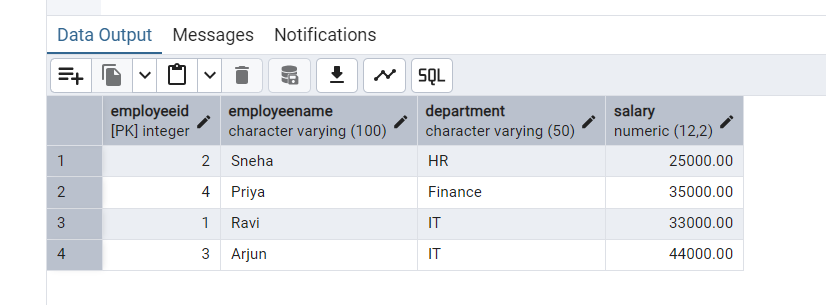 Data Output Messages Notifications
SQL
employeeid employeename department salary
[PK] integer character varying (100) character varying (50) numeric (12,2)
1 2 Sneha HR 25000.00
2 4 Priya Finance 35000.00
3 1 Ravi IT 33000.00
4 3 Arjun IT 44000.00